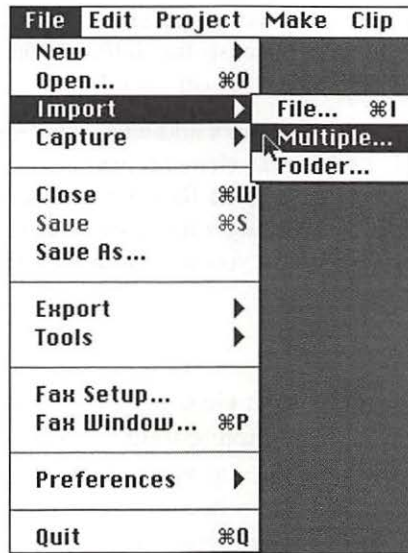 File Edit Project Make Clip
New ▶
Open... ⌘O
Import ▶
File... ⌘I
Capture ▶
Multiple...
Folder...
Close ⌘W
Save ⌘S
Save As...
Export ▶
Tools ▶
Fax Setup...
Fax Window... ⌘P
Preferences ▶
Quit ⌘Q